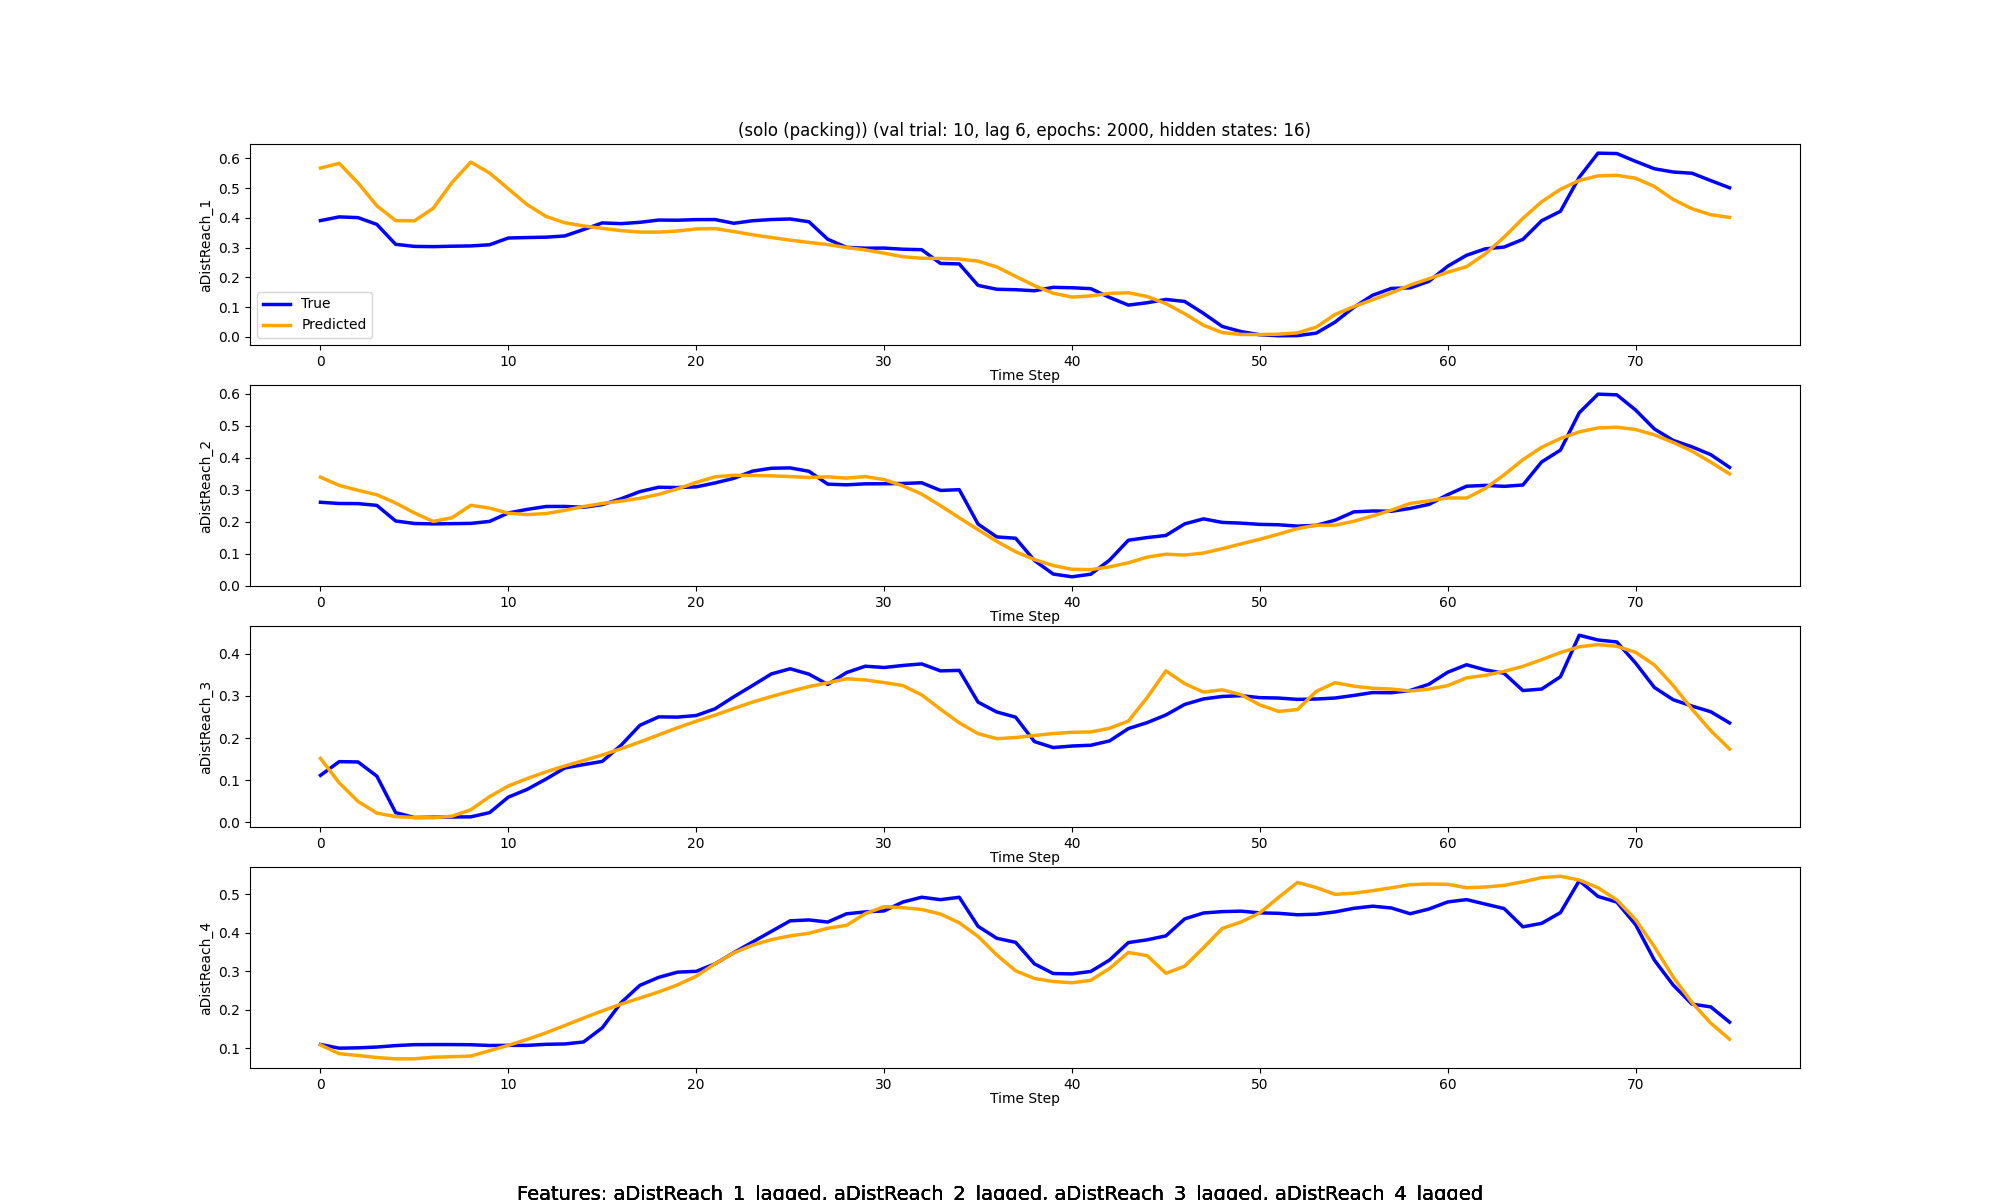 (solo (packing)) (val trial: 10, lag 6, epochs: 2000, hidden states: 16)
aDistReach_1
0.6
0.5
0.4
0.3
0.2
0.1
0.0
True
Predicted
0 10 20 30 40 50 60 70
Time Step
aDistReach_2
0.6
0.5
0.4
0.3
0.2
0.1
0.0
0 10 20 30 40 50 60 70
Time Step
aDistReach_3
0.4
0.3
0.2
0.1
0.0
0 10 20 30 40 50 60 70
Time Step
aDistReach_4
0.5
0.4
0.3
0.2
0.1
0 10 20 30 40 50 60 70
Time Step
Features: aDistReach_1_lagged, aDistReach_2_lagged, aDistReach_3_lagged, aDistReach_4_lagged